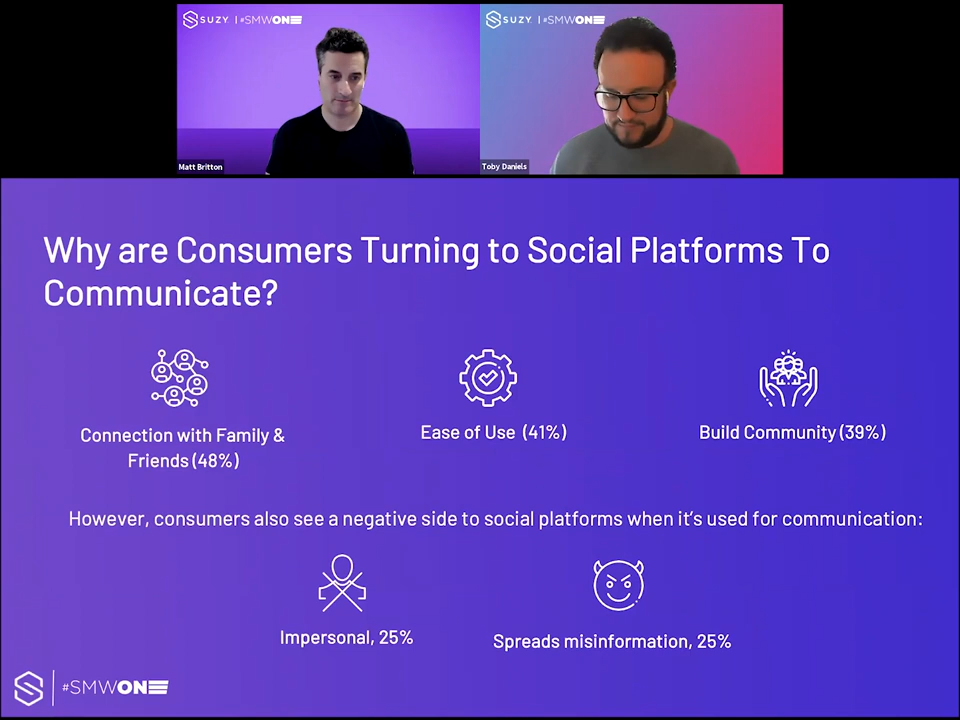 SUZY | #SMWONE
SUZY | #SMWONE
Matt Britton
Toby Daniels
Why are Consumers Turning to Social Platforms To
Communicate?
Connection with Family &
Friends (48%)
Ease of Use (41%)
Build Community (39%)
However, consumers also see a negative side to social platforms when it’s used for communication:
Impersonal, 25%
Spreads misinformation, 25%
#SMWONE